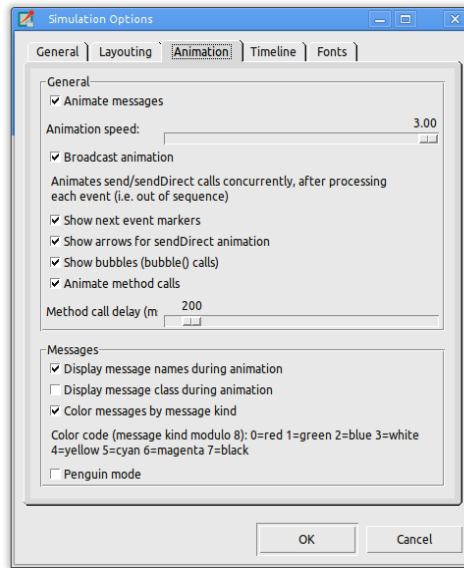 Simulation Options
General Layouting Animation Timeline Fonts
General
Animate messages
Animation speed: 3.00
Broadcast animation
Animates send/sendDirect calls concurrently, after processing
each event (i.e. out of sequence)
Show next event markers
Show arrows for sendDirect animation
Show bubbles (bubble() calls)
Animate method calls
Method call delay (m 200
Messages
Display message names during animation
Display message class during animation
Color messages by message kind
Color code (message kind modulo 8): 0=red 1=green 2=blue 3=white
4=yellow 5=cyan 6=magenta 7=black
Penguin mode
OK Cancel